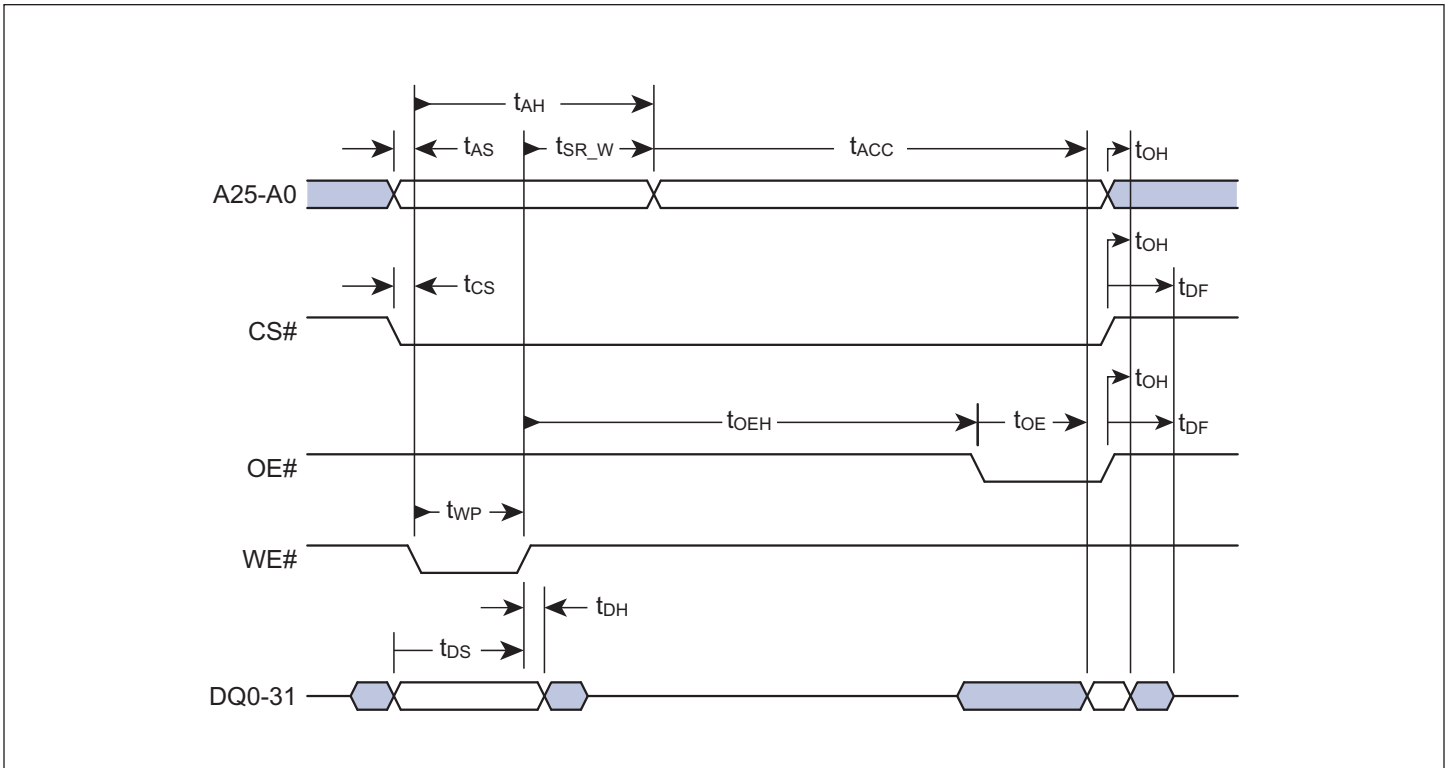 tAH
tAS tSR_W tACC tOH
A25-A0
tOH
tCS tDF
CS#
tOH
tOEH tOE tDF
OE#
tWP
WE#
tDH
tDS
DQ0-31